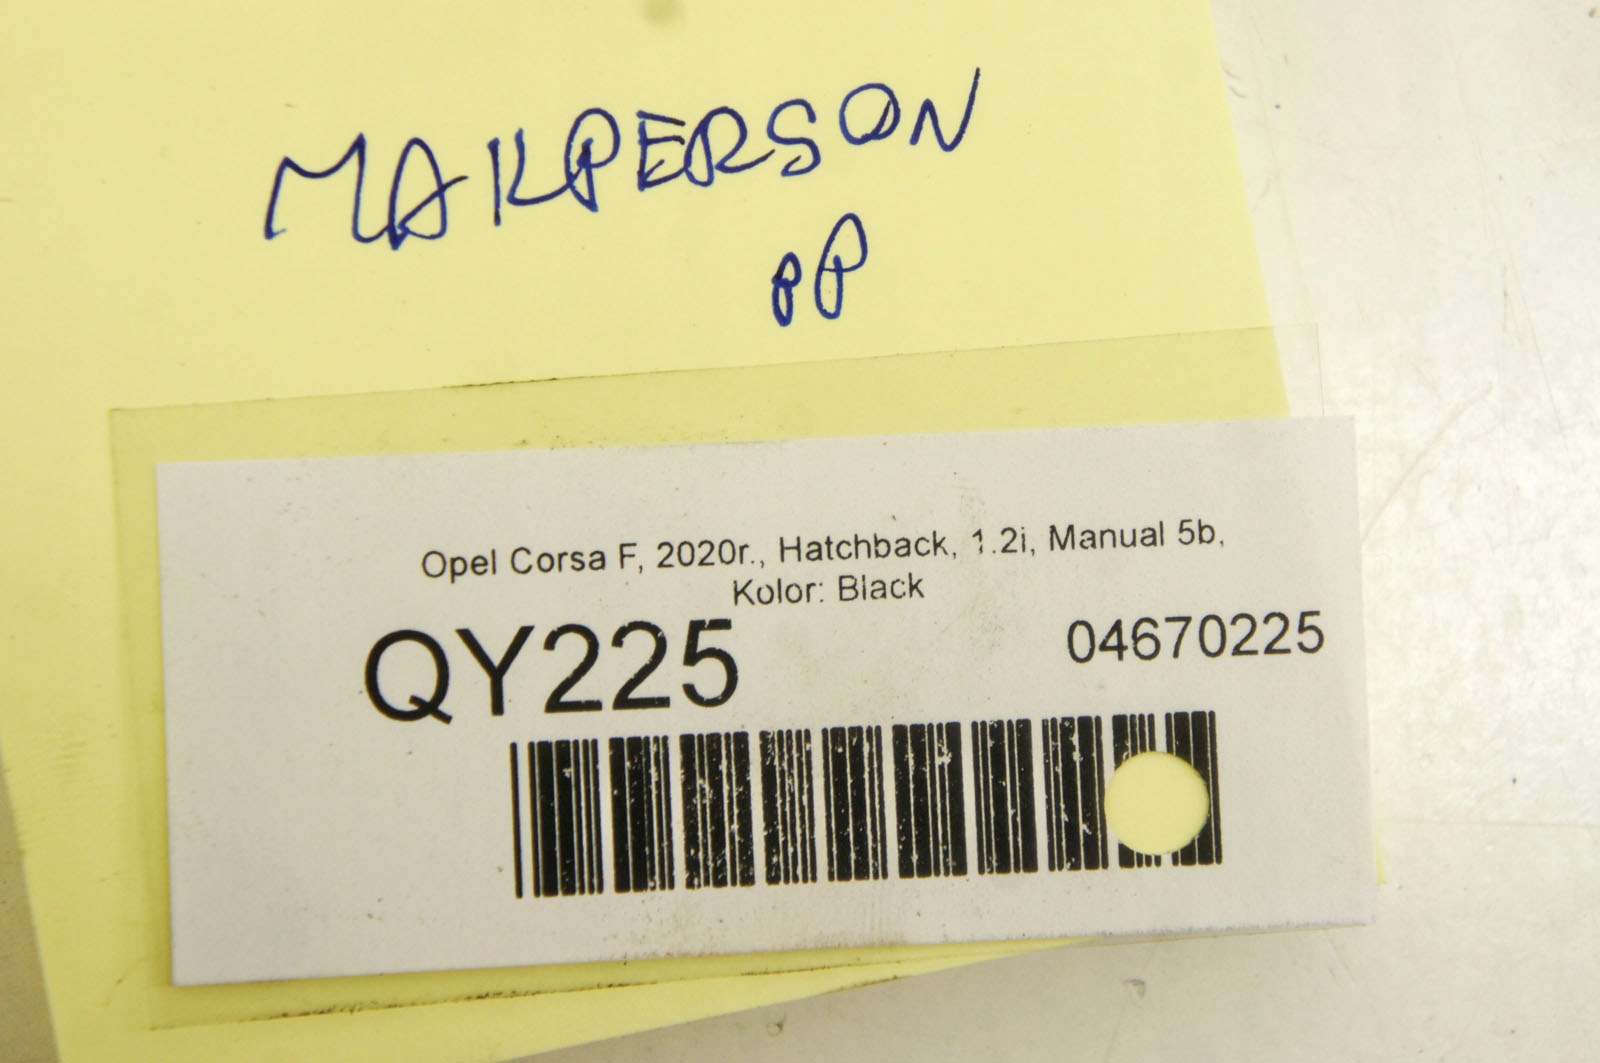 MAKPERSON
PP
Opel Corsa F, 2020r., Hatchback, 1.2i, Manual 5b,
Kolor: Black
QY225
04670225